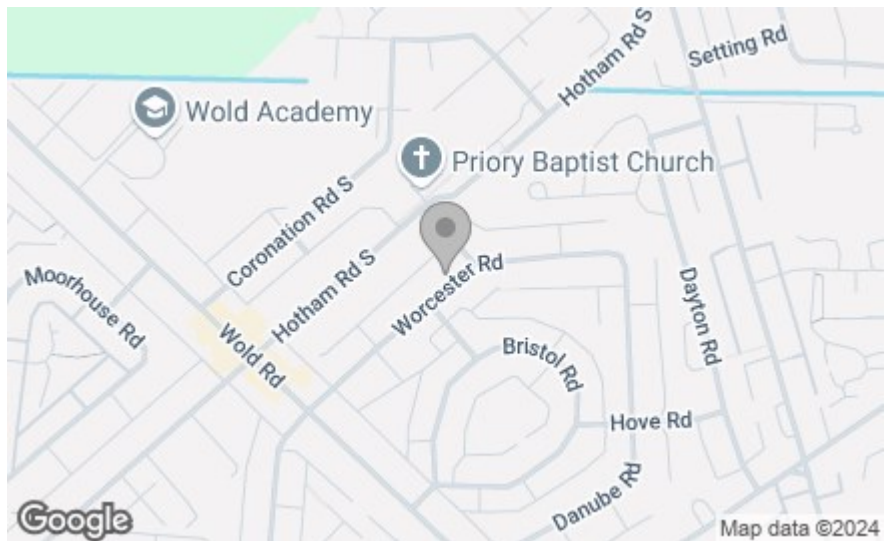 Setting Rd
Hotham Rd S
Wold Academy
Priory Baptist Church
Coronation Rd S
Moorhouse Rd
Hotham Rd S
Worcester Rd
Dayton Rd
Wold Rd
Bristol Rd
Hove Rd
Danube Rd
Google
Map data ©2024